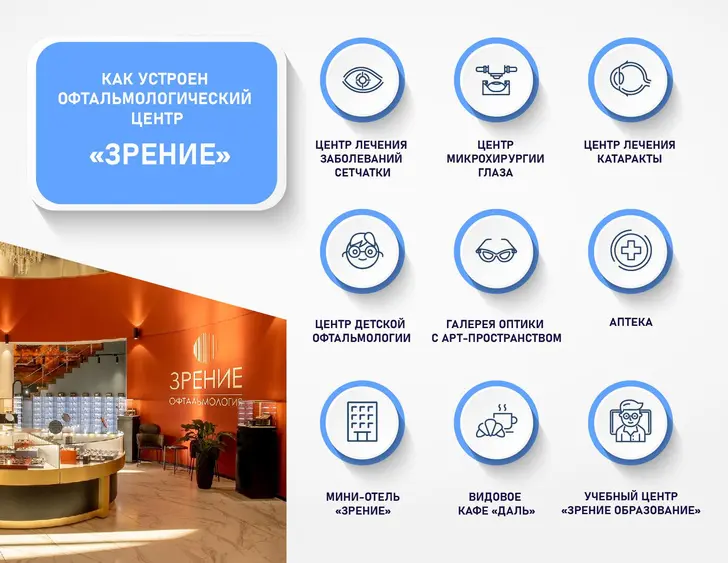 КАК УСТРОЕН
ОФТАЛЬМОЛОГИЧЕСКИЙ
ЦЕНТР
«ЗРЕНИЕ»
ЦЕНТР ЛЕЧЕНИЯ
ЗАБОЛЕВАНИЙ
СЕТЧАТКИ
ЦЕНТР
МИКРОХИРУРГИИ
ГЛАЗА
ЦЕНТР ЛЕЧЕНИЯ
КАТАРАКТЫ
ЦЕНТР ДЕТСКОЙ
ОФТАЛЬМОЛОГИИ
ГАЛЕРЕЯ ОПТИКИ
С АРТ-ПРОСТРАНСТВОМ
АПТЕКА
МИНИ-ОТЕЛЬ
«ЗРЕНИЕ»
ВИДОВОЕ
КАФЕ «ДАЛЬ»
УЧЕБНЫЙ ЦЕНТР
«ЗРЕНИЕ ОБРАЗОВАНИЕ»
ЗРЕНИЕ
ОФТАЛЬМОЛОГИЯ